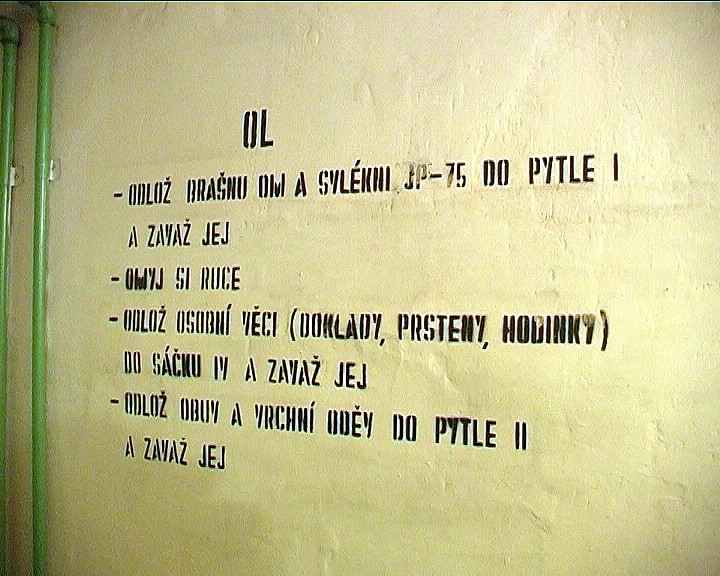 OL
- ODLOŽ BRAŠNU OM A SVLÉKNI JP-75 DO PYTLE I
A ZAVAŽ JEJ
- OMYJ SI RUCE
- ODLOŽ OSOBNÍ VĚCI (DOKLADY, PRSTENY, HODINKY)
DO SÁČKU IV A ZAVAŽ JEJ
- ODLOŽ OBUV A VRCHNÍ ODĚV DO PYTLE II
A ZAVAŽ JEJ